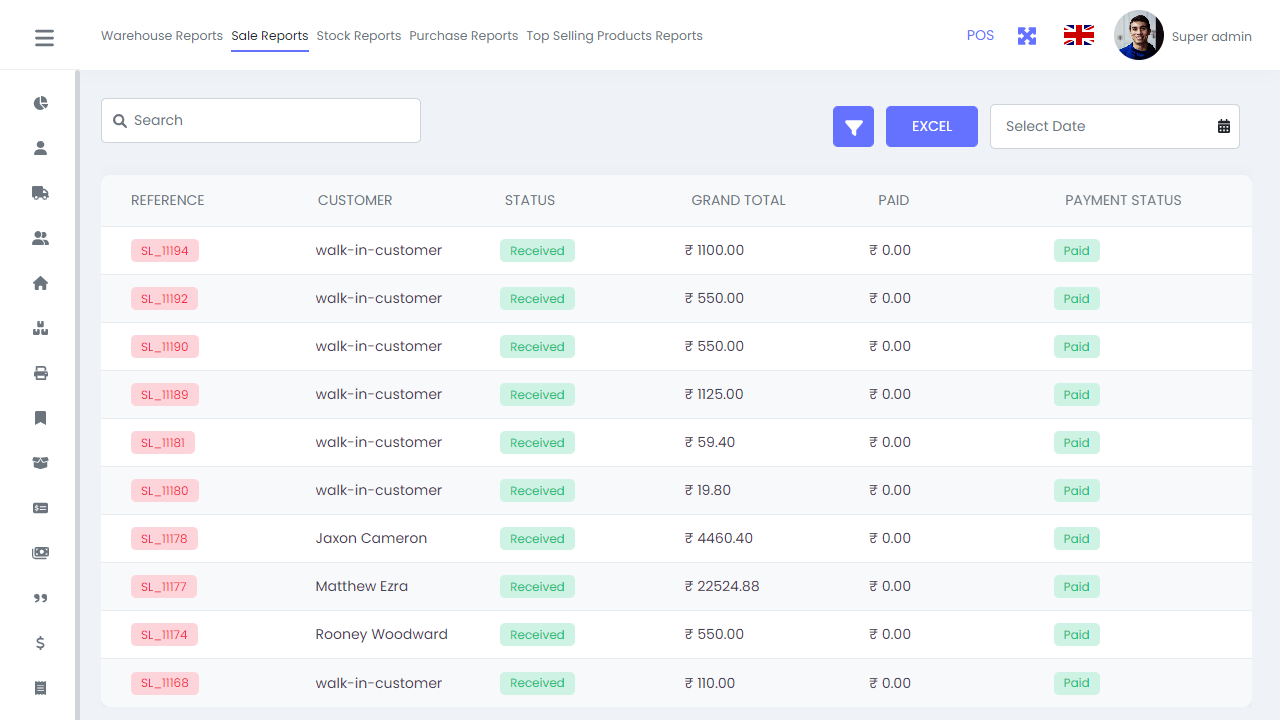 Warehouse Reports Sale Reports Stock Reports Purchase Reports Top Selling Products Reports POS Super admin
Search EXCEL Select Date
REFERENCE CUSTOMER STATUS GRAND TOTAL PAID PAYMENT STATUS
SL_11194 walk-in-customer Received ₹ 1100.00 ₹ 0.00 Paid
SL_11192 walk-in-customer Received ₹ 550.00 ₹ 0.00 Paid
SL_11190 walk-in-customer Received ₹ 550.00 ₹ 0.00 Paid
SL_11189 walk-in-customer Received ₹ 1125.00 ₹ 0.00 Paid
SL_11181 walk-in-customer Received ₹ 59.40 ₹ 0.00 Paid
SL_11180 walk-in-customer Received ₹ 19.80 ₹ 0.00 Paid
SL_11178 Jaxon Cameron Received ₹ 4460.40 ₹ 0.00 Paid
SL_11177 Matthew Ezra Received ₹ 22524.88 ₹ 0.00 Paid
SL_11174 Rooney Woodward Received ₹ 550.00 ₹ 0.00 Paid
SL_11168 walk-in-customer Received ₹ 110.00 ₹ 0.00 Paid